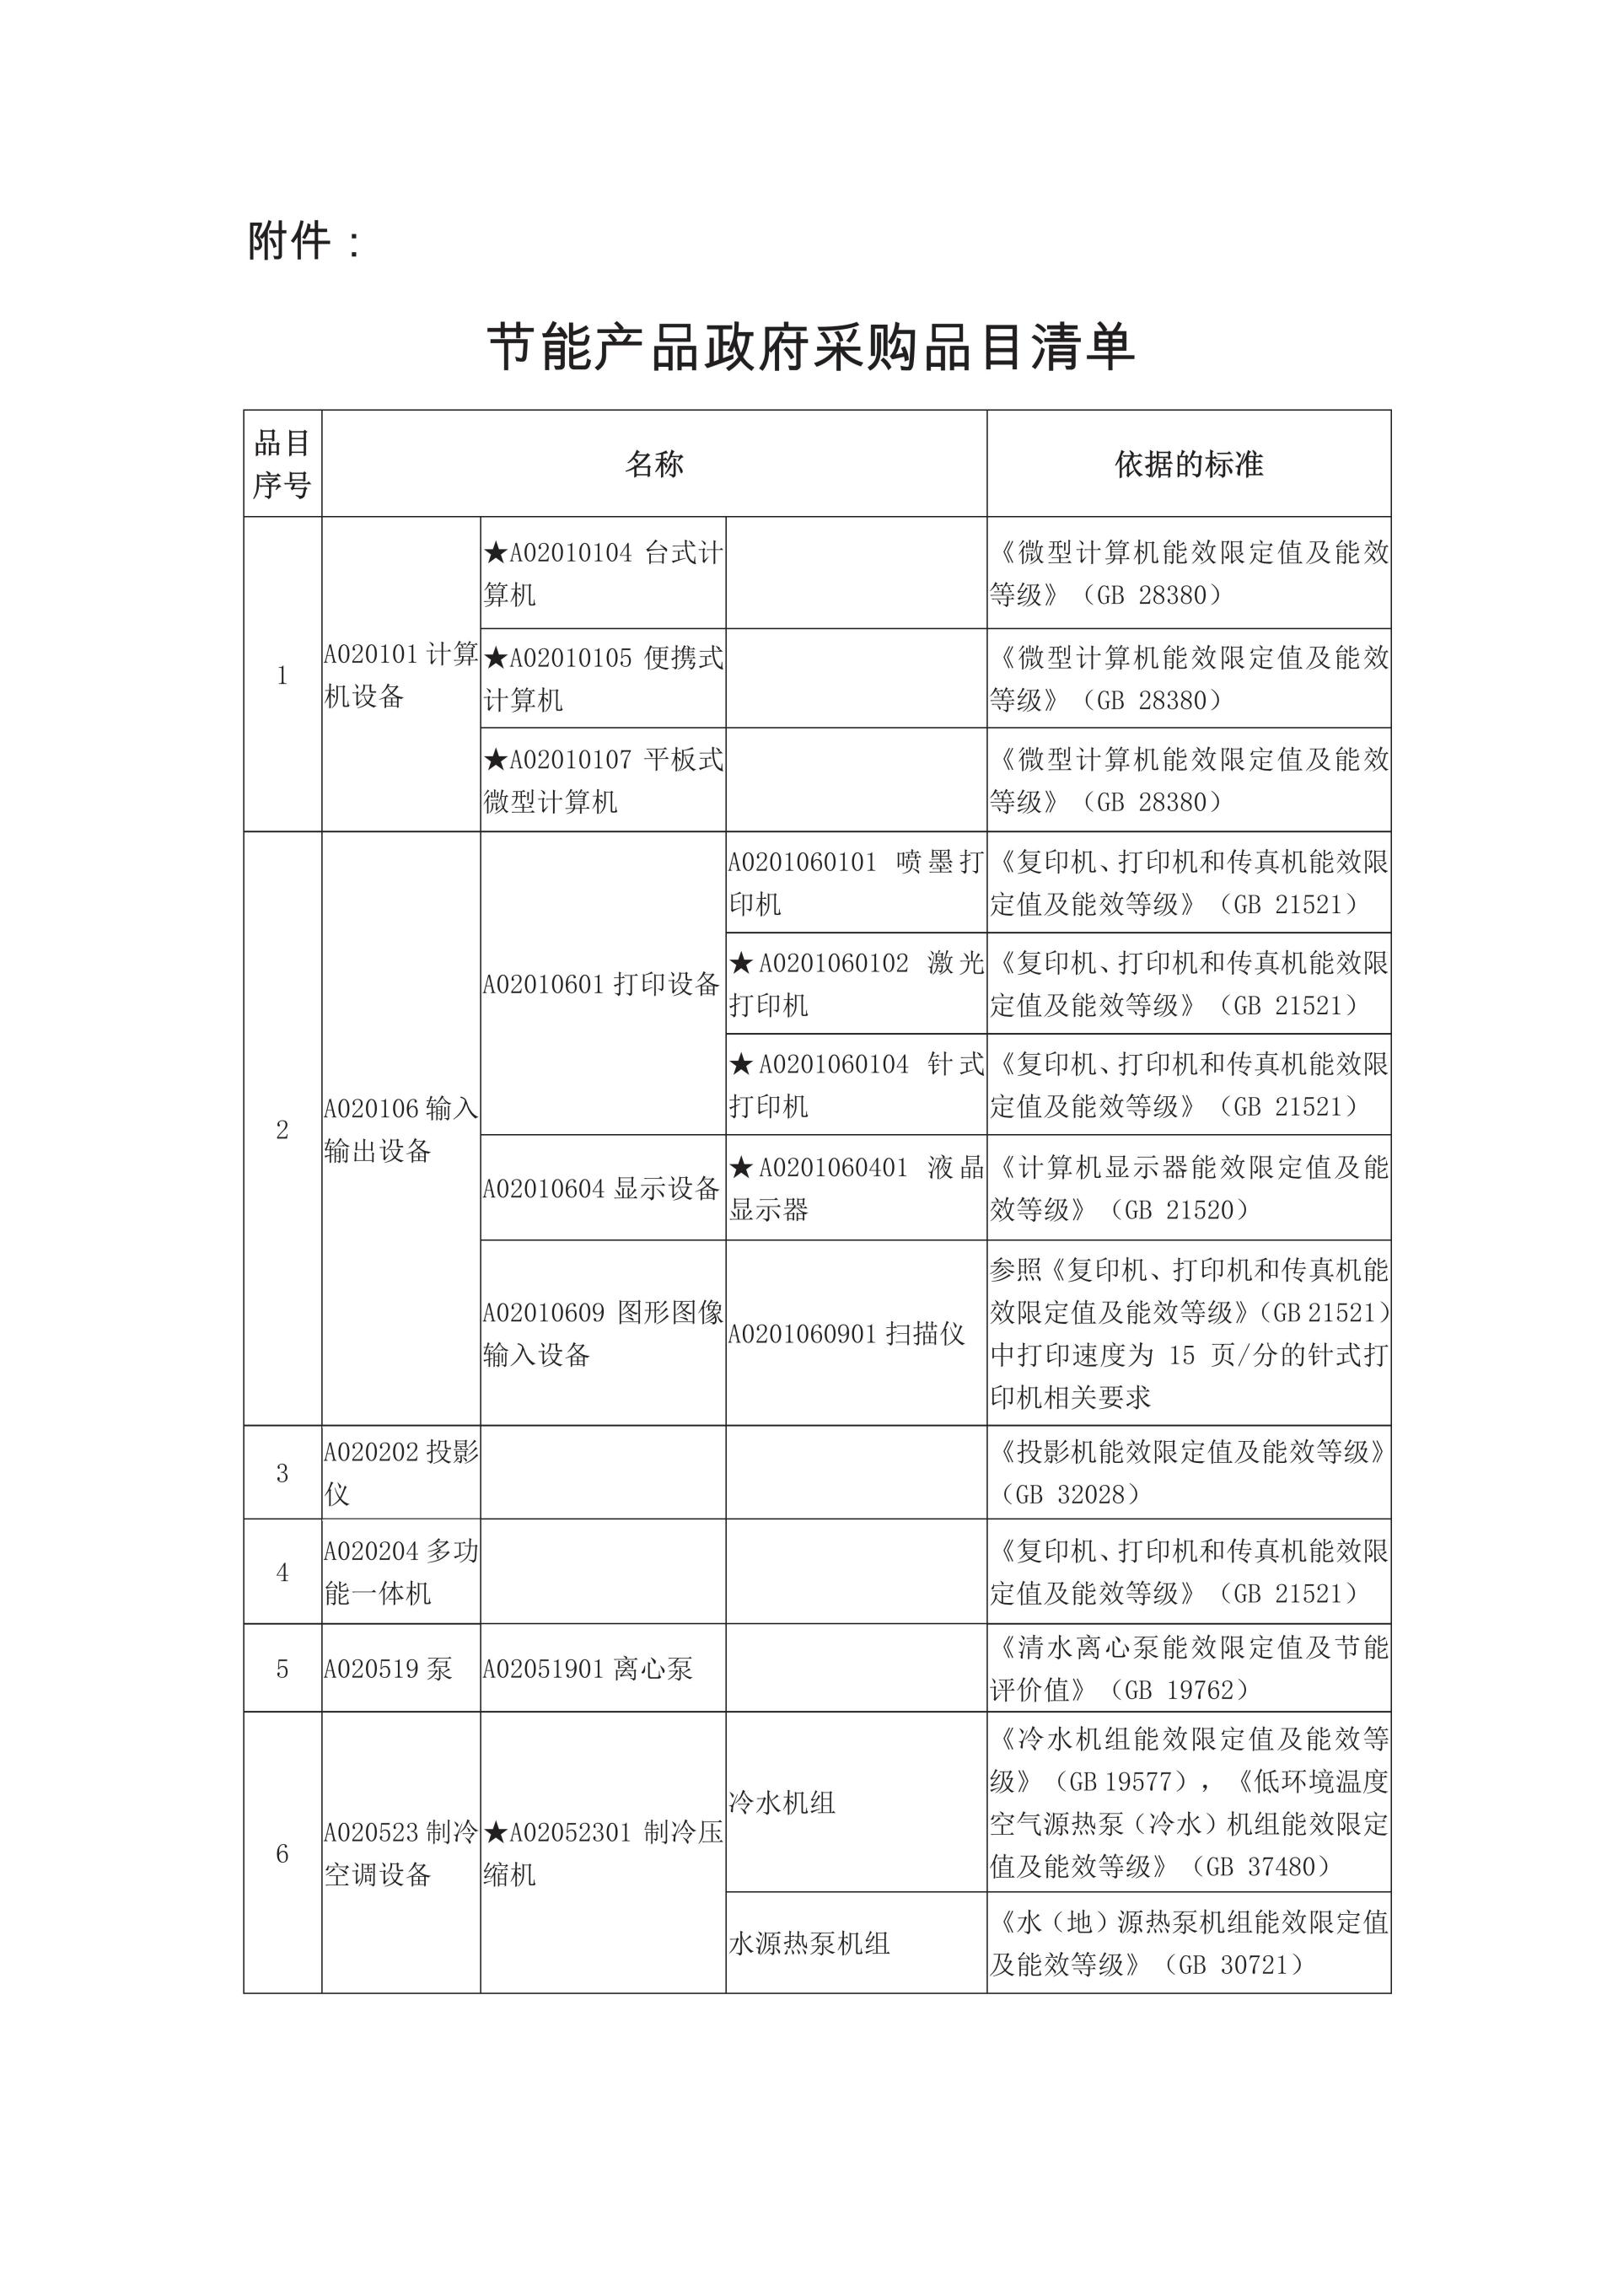 附件：
节能产品政府采购品目清单
品目
序号
名称
依据的标准
1
A020101 计算
机设备
★A02010104 台式计
算机
《微型计算机能效限定值及能效
等级》（GB 28380）
★A02010105 便携式
计算机
《微型计算机能效限定值及能效
等级》（GB 28380）
★A02010107 平板式
微型计算机
《微型计算机能效限定值及能效
等级》（GB 28380）
2
A020106 输入
输出设备
A02010601 打印设备
A0201060101 喷墨打
印机
《复印机、打印机和传真机能效限
定值及能效等级》（GB 21521）
★A0201060102 激光
打印机
《复印机、打印机和传真机能效限
定值及能效等级》（GB 21521）
★A0201060104 针式
打印机
《复印机、打印机和传真机能效限
定值及能效等级》（GB 21521）
A02010604 显示设备
★A0201060401 液晶
显示器
《计算机显示器能效限定值及能
效等级》（GB 21520）
A02010609 图形图像
输入设备
A0201060901 扫描仪
参照《复印机、打印机和传真机能
效限定值及能效等级》（GB 21521）
中打印速度为 15 页/分的针式打
印机相关要求
3
A020202 投影
仪
《投影机能效限定值及能效等级》
（GB 32028）
4
A020204 多功
能一体机
《复印机、打印机和传真机能效限
定值及能效等级》（GB 21521）
5
A020519 泵
A02051901 离心泵
《清水离心泵能效限定值及节能
评价值》（GB 19762）
6
A020523 制冷
空调设备
★A02052301 制冷压
缩机
冷水机组
《冷水机组能效限定值及能效等
级》（GB 19577），《低环境温度
空气源热泵（冷水）机组能效限定
值及能效等级》（GB 37480）
水源热泵机组
《水（地）源热泵机组能效限定值
及能效等级》（GB 30721）